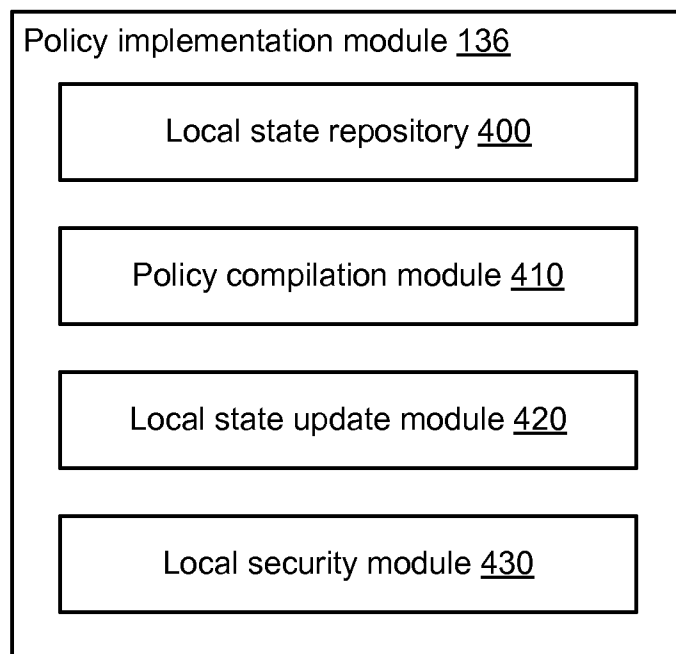 Policy implementation module 136
Local state repository 400
Policy compilation module 410
Local state update module 420
Local security module 430